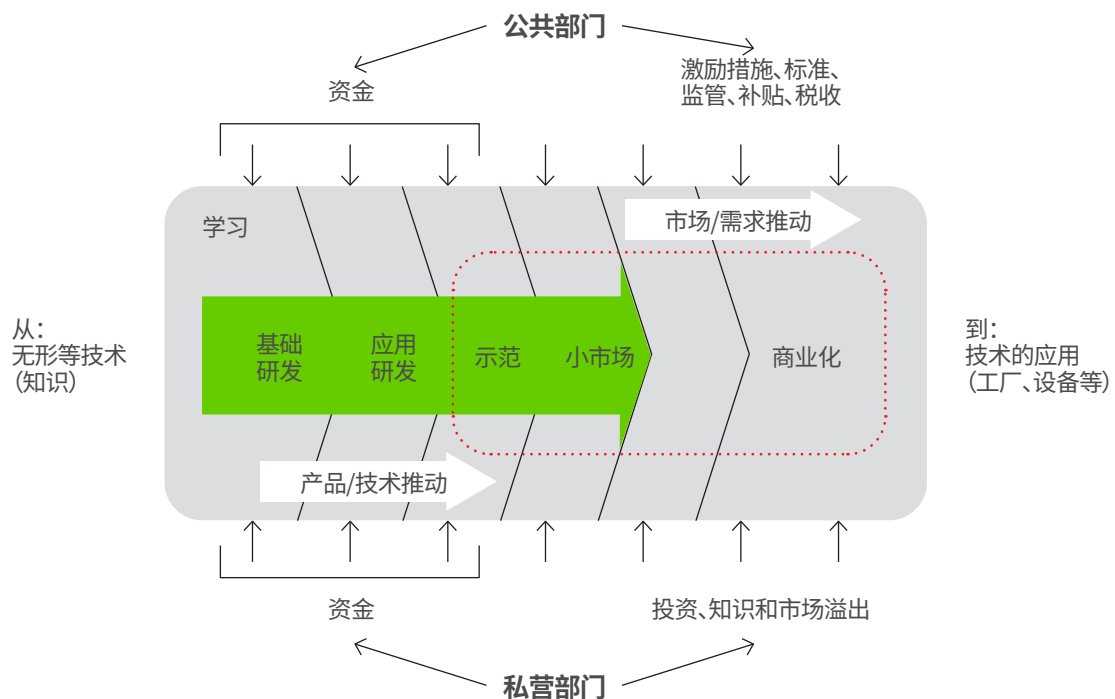 公共部门
资金
激励措施、标准、
监管、补贴、税收
学习
市场/需求推动
从：
无形等技术
（知识）
基础
研发
应用
研发
示范
小市场
商业化
到：
技术的应用
（工厂、设备等）
产品/技术推动
资金
投资、知识和市场溢出
私营部门